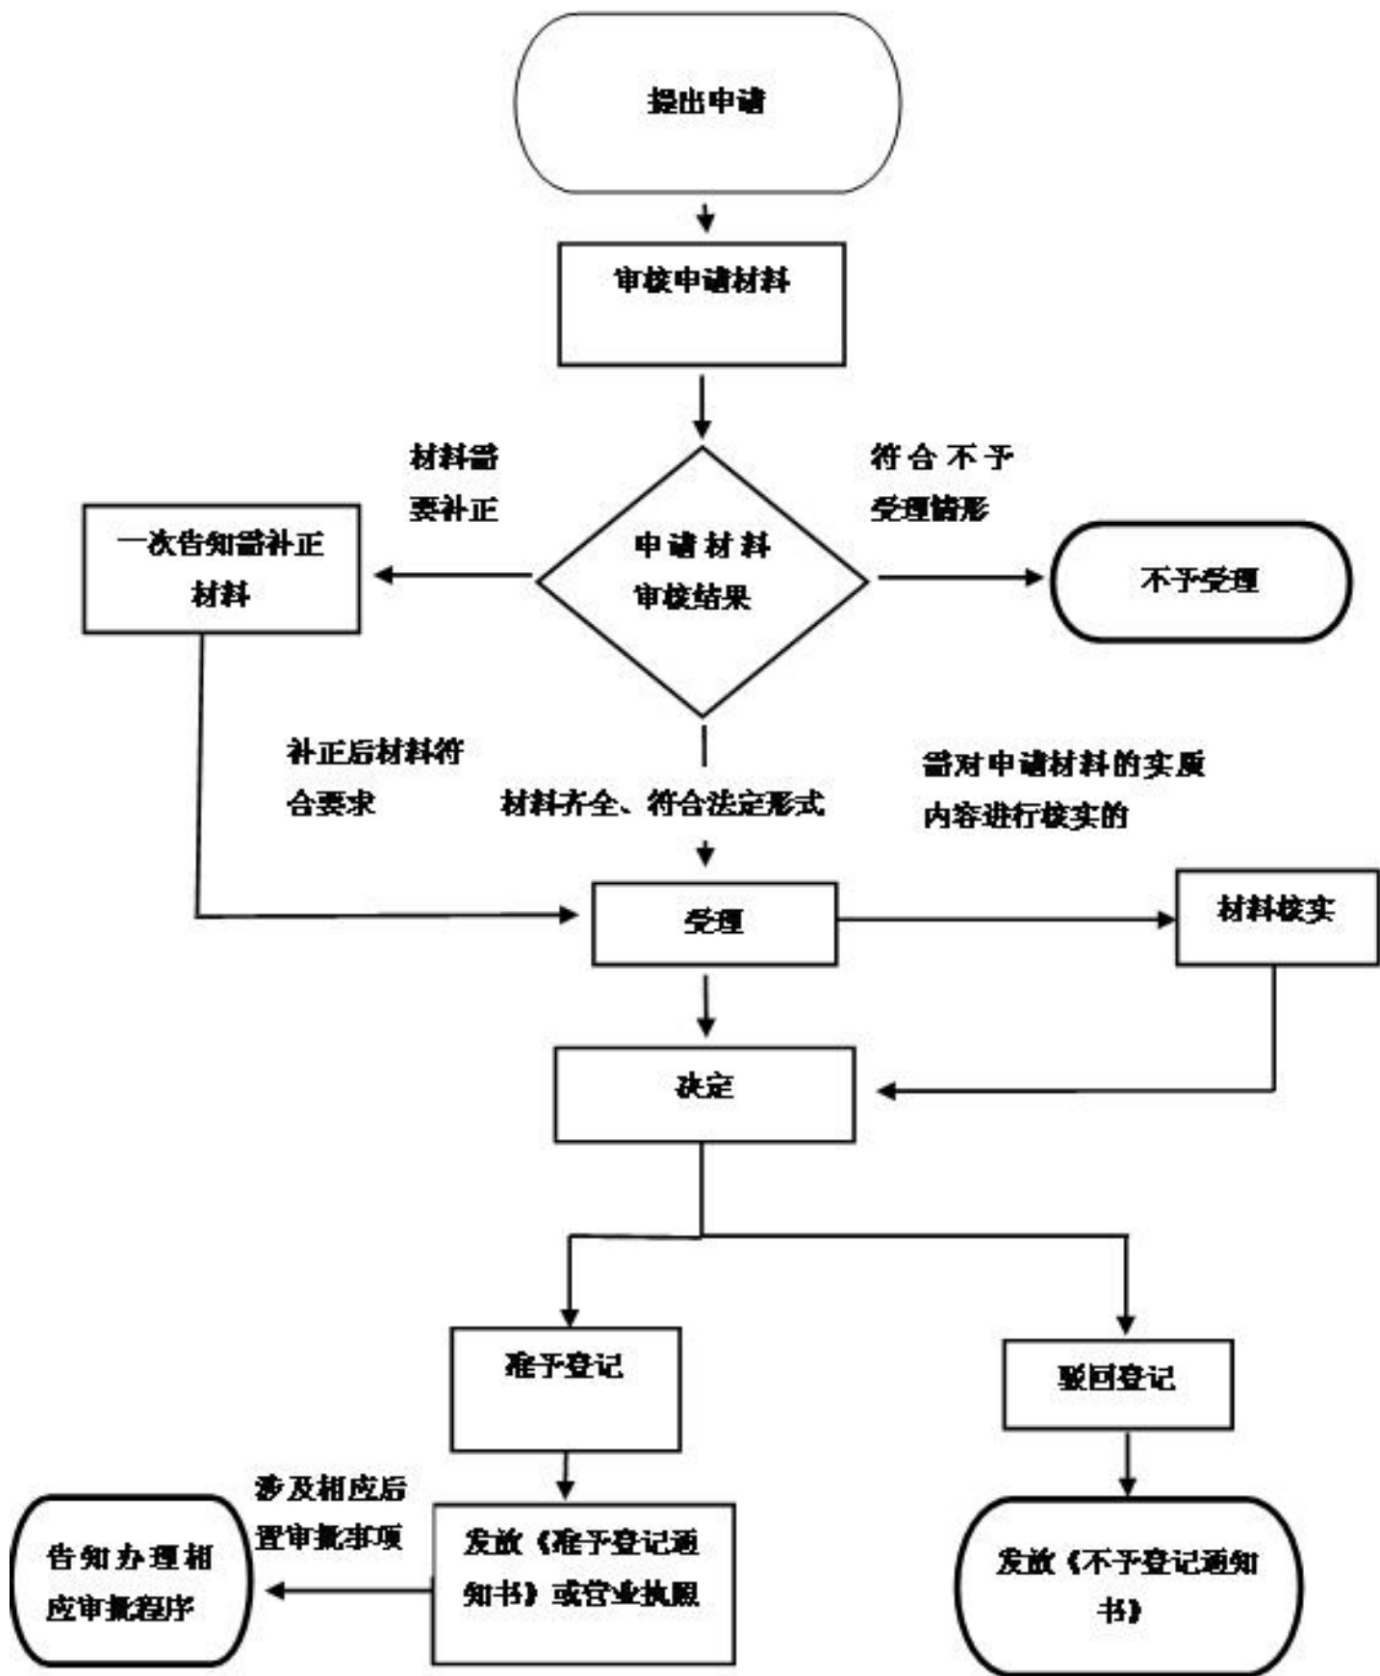 提出申请
审核申请材料
材料需
要补正
符合不予
受理情形
一次告知需补正
材料
申请材料
审核结果
不予受理
补正后材料符
合要求
材料齐全、符合法定形式
需对申请材料的实质
内容进行核实的
受理
材料核实
决定
准予登记
驳回登记
涉及相应后
置审批事项
告知办理相
应审批程序
发放《准予登记通
知书》或营业执照
发放《不予登记通知
书》